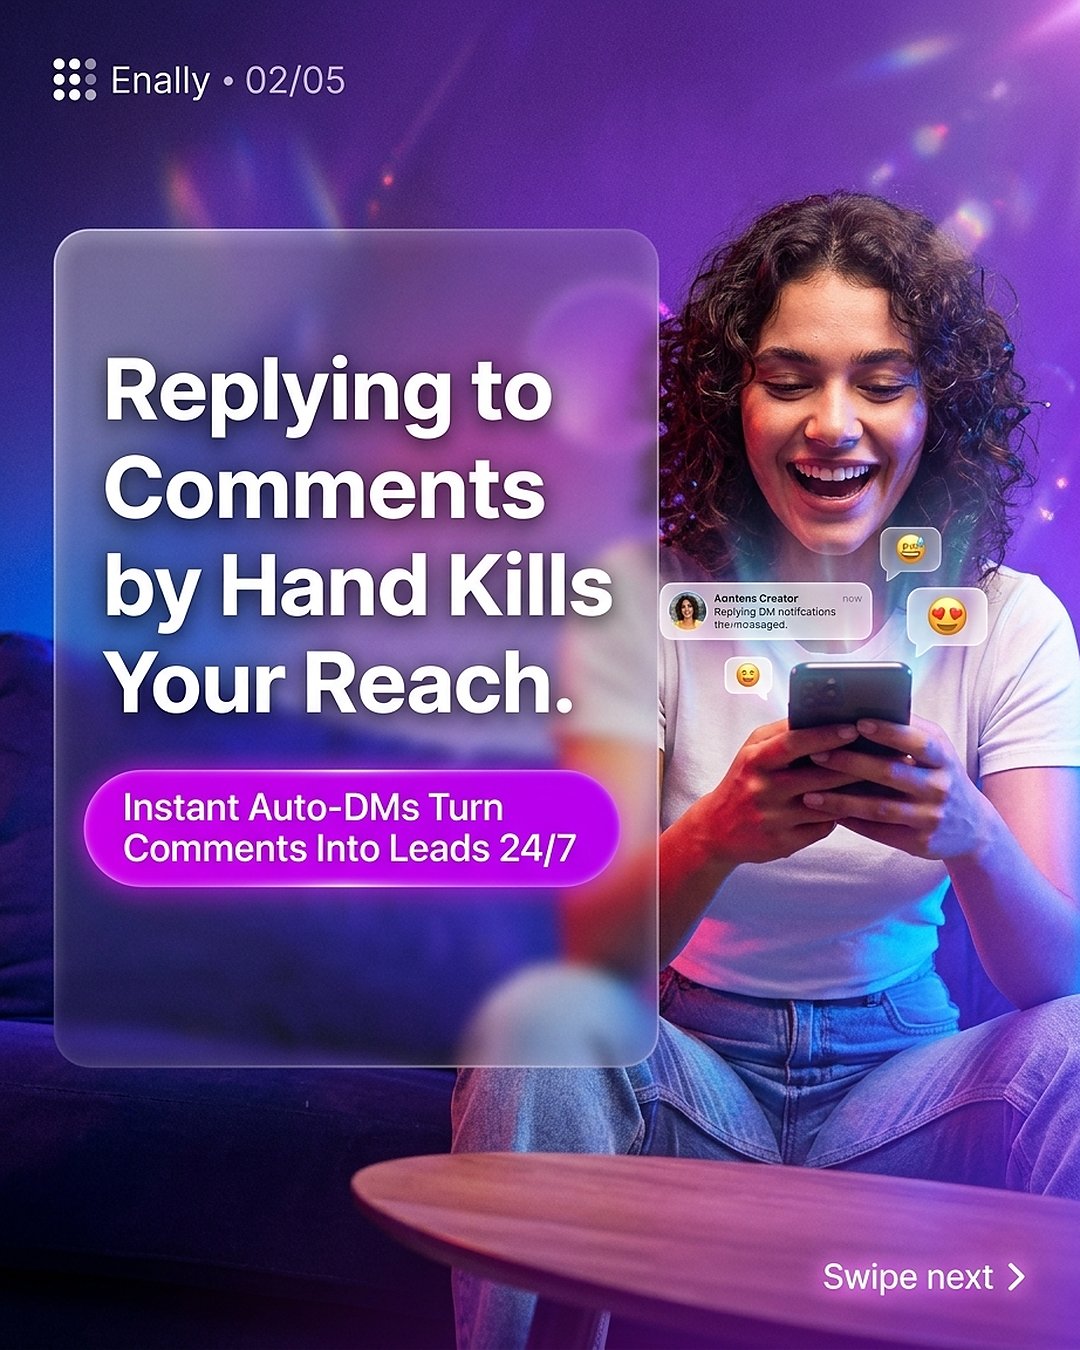 Enally • 02/05
Replying to
Comments
by Hand Kills
Your Reach.
Instant Auto-DMs Turn
Comments Into Leads 24/7
Aantens Creator
now
Replying DM notifcations
Swipe next